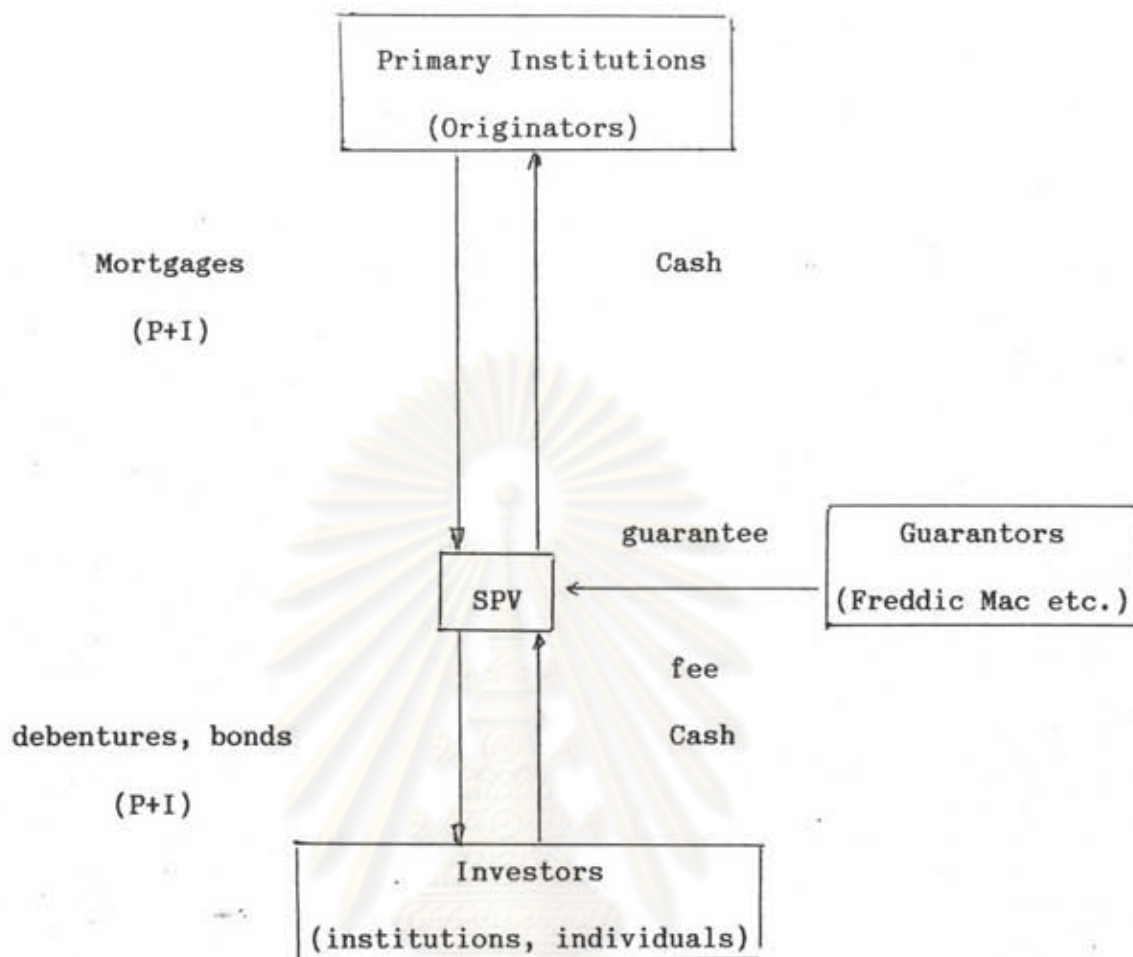 Primary Institutions
(Originators)
Mortgages
(P+I)
Cash
guarantee
Guarantors
(Freddic Mac etc.)
SPV
fee
debentures, bonds
(P+I)
Cash
Investors
(institutions, individuals)